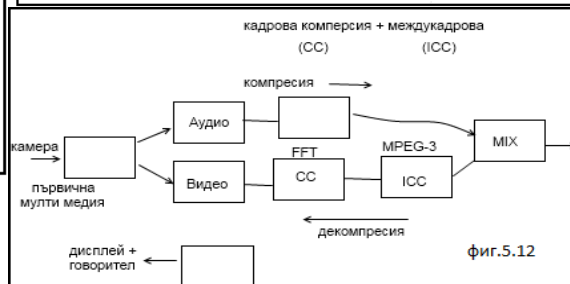 кадрова комперсия + междукадрова
(CC) (ICC)
компресия
Аудио
камера
FFT
MPEG-3
MIX
Видео
CC
ICC
първична
мулти медия
декомпресия
дисплей +
говорител
фиг.5.12